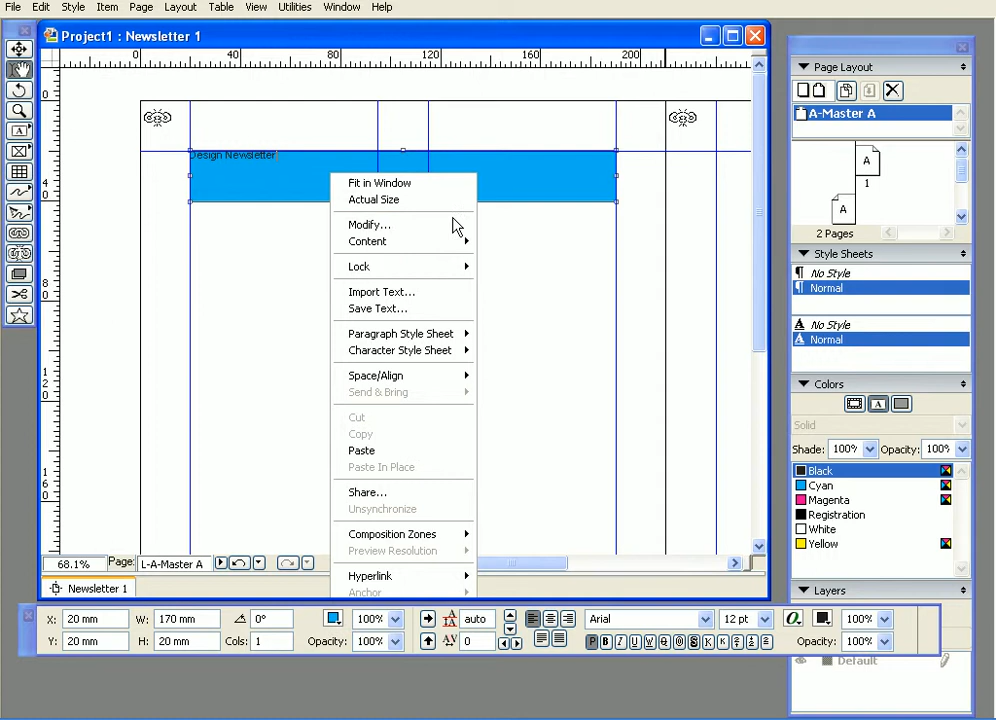 File Edit Style Item Page Layout Table View Utilities Window Help
Project1 : Newsletter 1
0 40 80 120 160 200
0
40
80
120
160
Design Newsletter
Fit in Window
Actual Size
Modify...
Content
Lock
Import Text...
Save Text...
Paragraph Style Sheet
Character Style Sheet
Space/Align
Send & Bring
Cut
Copy
Paste
Paste In Place
Share...
Unsynchronize
Composition Zones
Preview Resolution
Hyperlink
Anchor
68.1% Page: L-A-Master A
Newsletter 1
Page Layout
A-Master A
A
1
A
2 Pages
Style Sheets
No Style
Normal
No Style
Normal
Colors
Solid
Shade: 100% Opacity: 100%
Black
Cyan
Magenta
Registration
White
Yellow
Layers
Default
X: 20 mm W: 170 mm 0° 100% auto Arial 12 pt 100%
Y: 20 mm H: 20 mm Cols: 1 Opacity: 100% 0 P B I U W Opacity: 100%